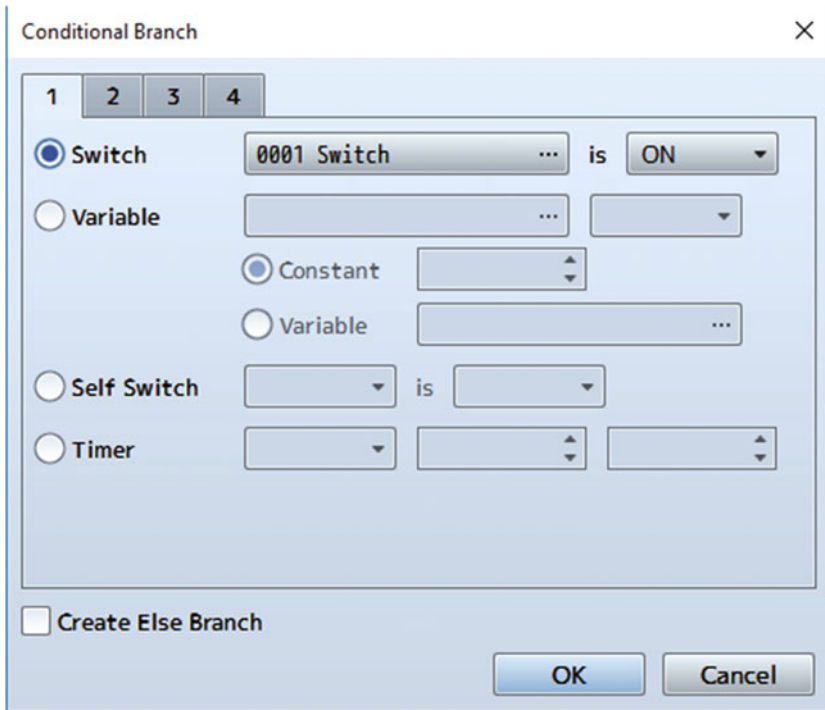 Conditional Branch
1 2 3 4
Switch 0001 Switch ... is ON
Variable ...
Constant
Variable ...
Self Switch is
Timer
Create Else Branch
OK Cancel